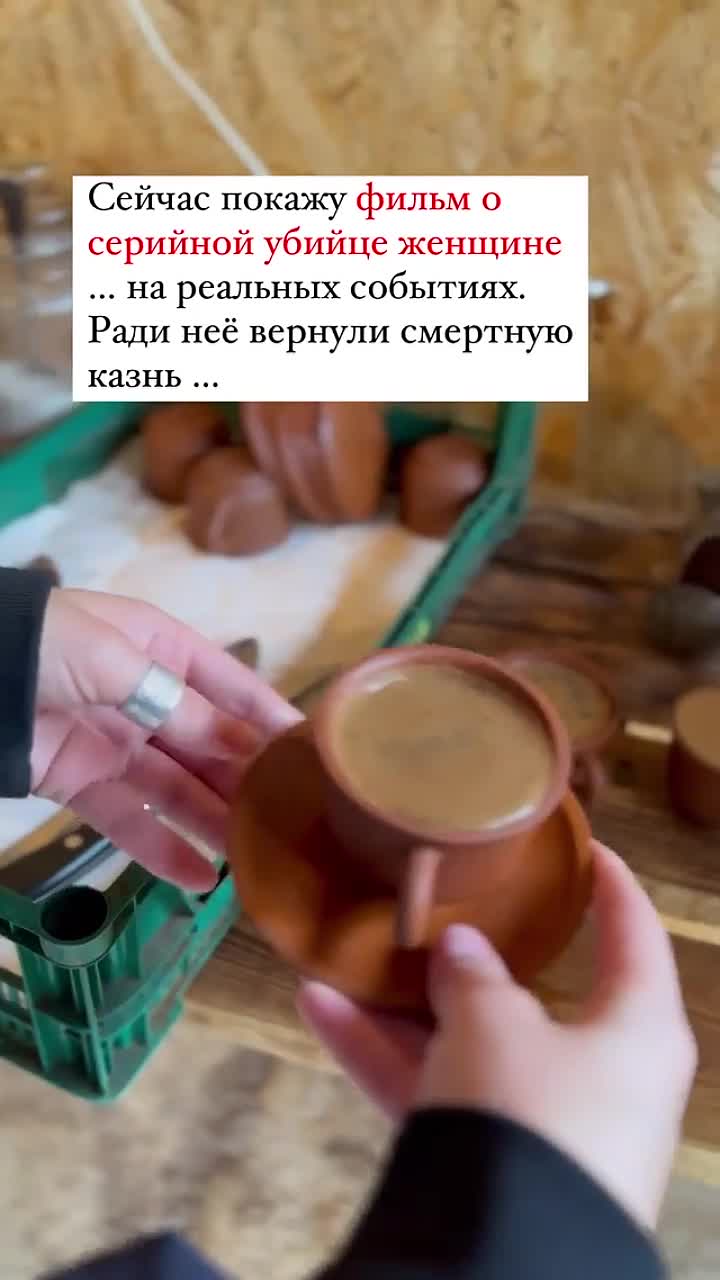 Сейчас покажу фильм о
серийной убийце женщине
... на реальных событиях.
Ради неё вернули смертную
казнь ...